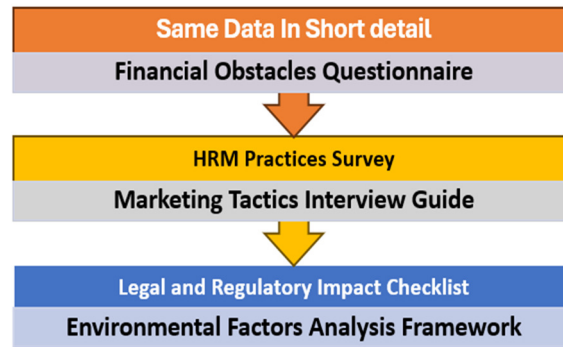 Same Data In Short detail
Financial Obstacles Questionnaire
HRM Practices Survey
Marketing Tactics Interview Guide
Legal and Regulatory Impact Checklist
Environmental Factors Analysis Framework